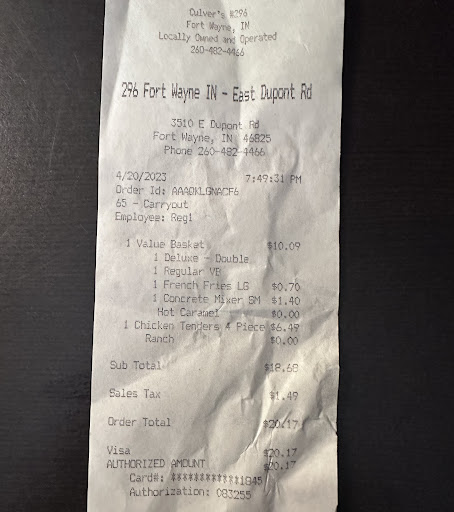 Culver's #296
Fort Wayne, IN
Locally Owned and Operated
260-482-4466
296 Fort Wayne IN - East Dupont Rd
3510 E Dupont Rd
Fort Wayne, IN 46825
Phone 260-482-4466
4/20/2023 7:49:31 PM
Order Id: AAAOKLGNACF6
65 - Carryout
Employee: Reg1
1 Value Basket $10.09
1 Deluxe - Double
1 Regular VB
1 French Fries LG $0.70
1 Concrete Mixer SM $1.40
Hot Caramel $0.00
1 Chicken Tenders 4 Piece $6.49
Ranch $0.00
Sub Total $18.68
Sales Tax $1.49
Order Total $20.17
Visa $20.17
AUTHORIZED AMOUNT $20.17
Card#: ************1845
Authorization: 083255